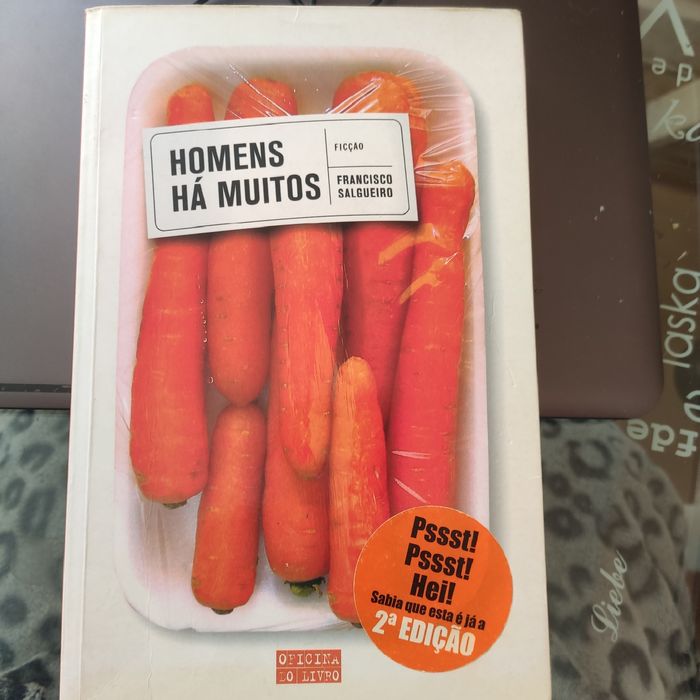 HOMENS
HÁ MUITOS
FICÇÃO
FRANCISCO
SALGUEIRO
Pssst!
Pssst!
Hei!
Sabia que esta é já a
2ª EDIÇÃO
OFICINA
DO LIVRO
laská
Liebe